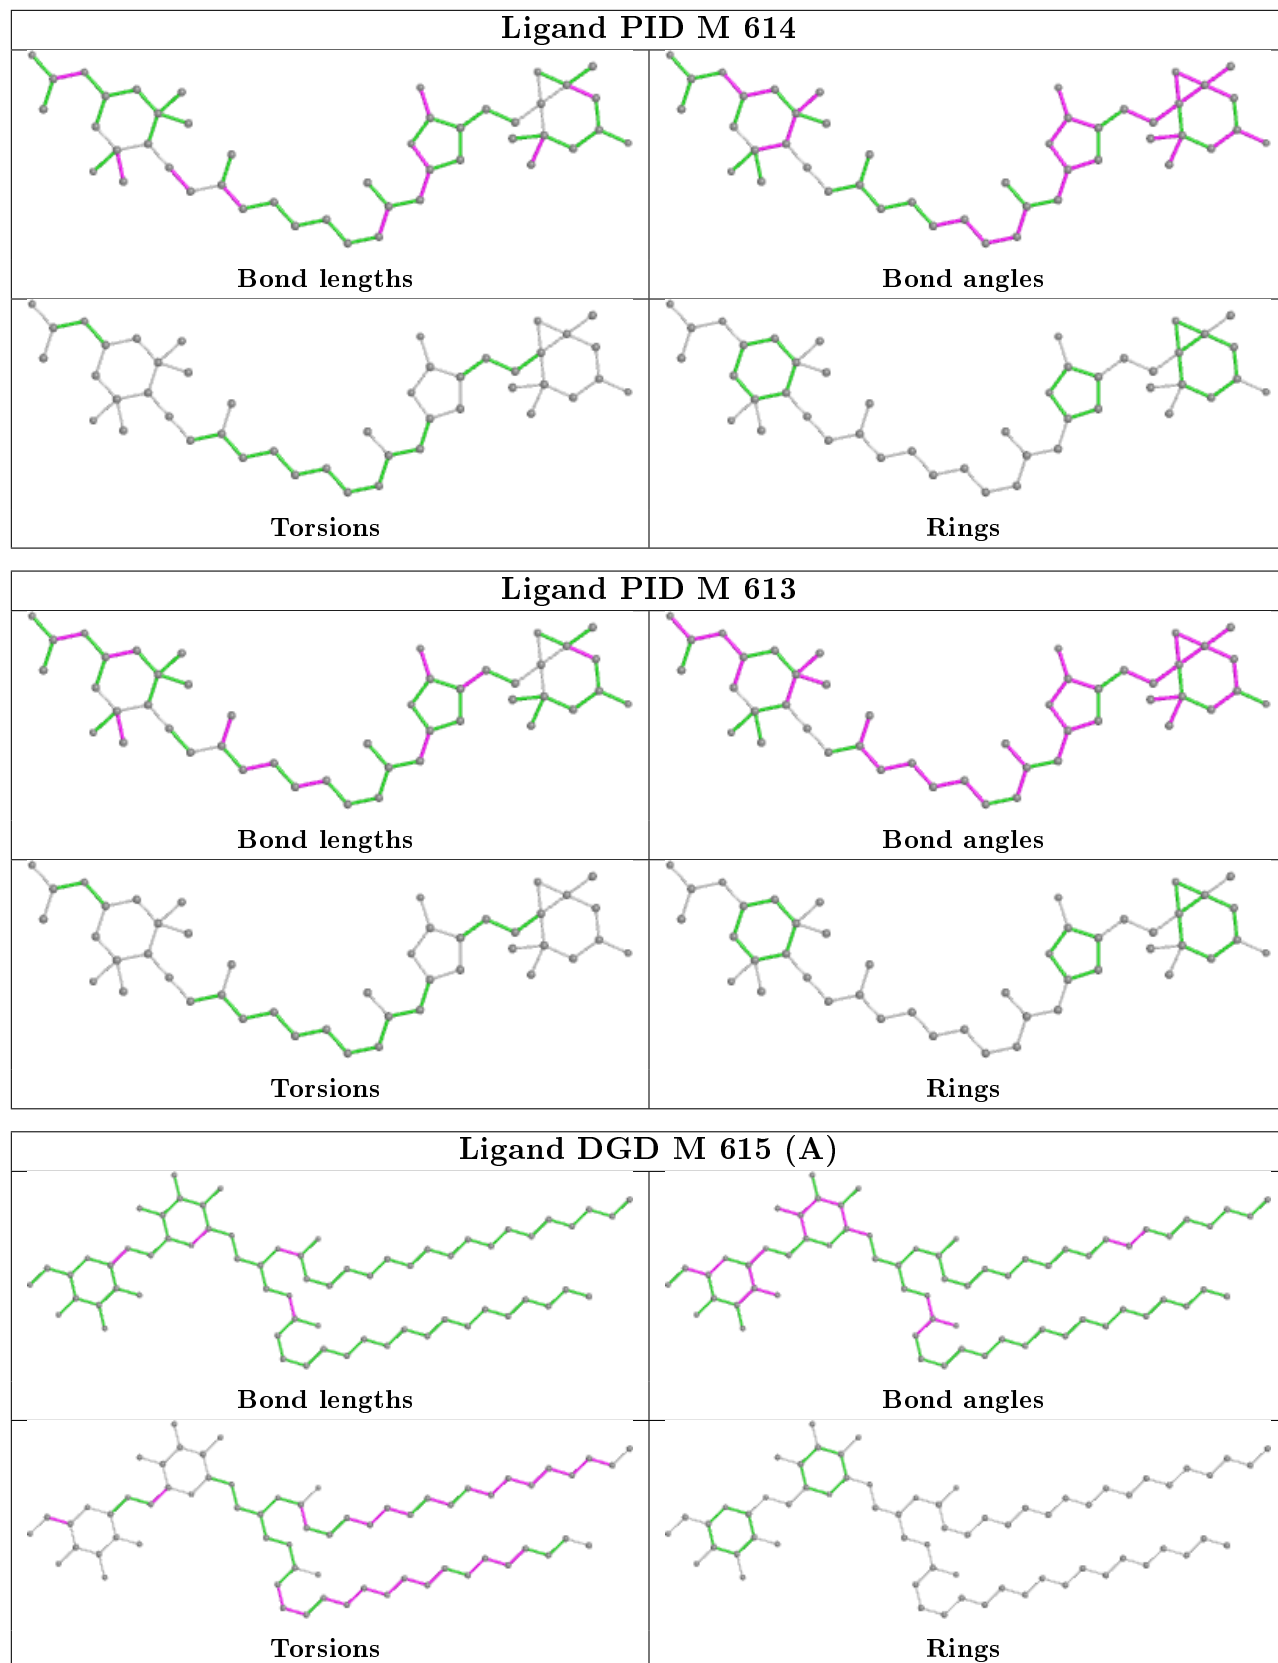 Ligand PID M 614
Bond lengths
Bond angles
Torsions
Rings
Ligand PID M 613
Bond lengths
Bond angles
Torsions
Rings
Ligand DGD M 615 (A)
Bond lengths
Bond angles
Torsions
Rings